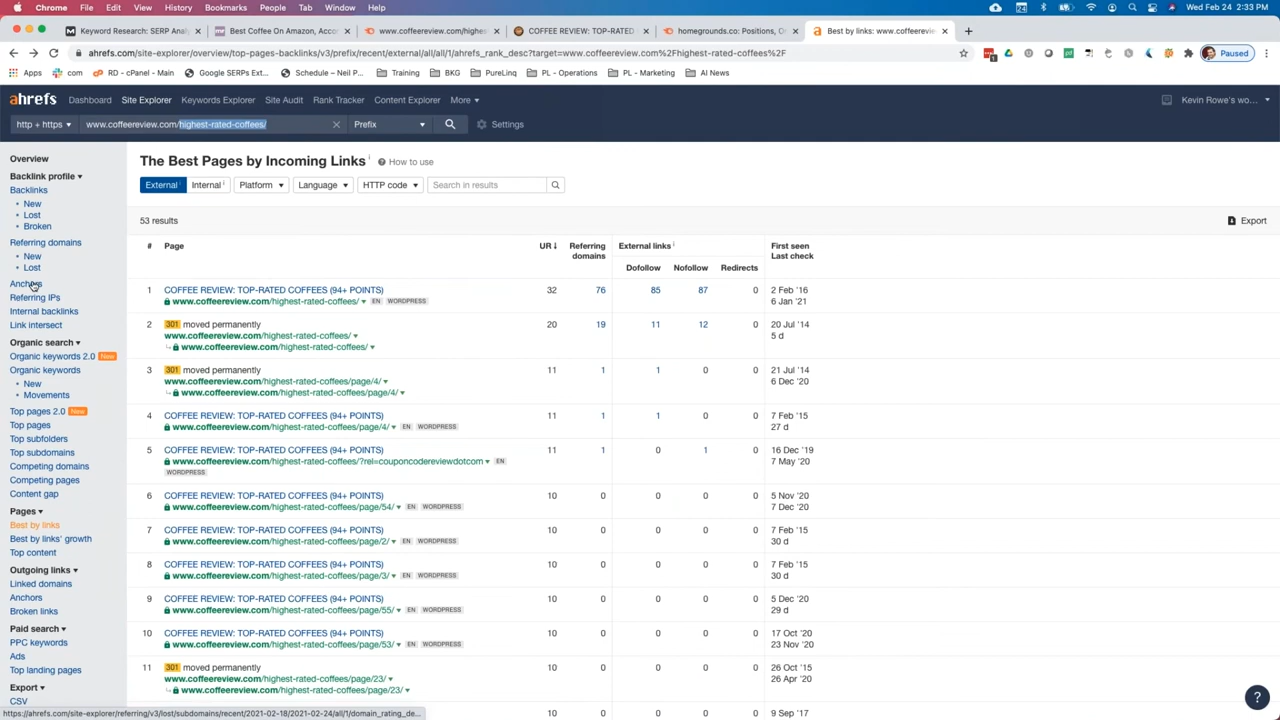 Chrome File Edit View History Bookmarks People Tab Window Help
Wed Feb 24 2:33 PM
Keyword Research: SERP Anal
Best Coffee On Amazon, Acco
www.coffeereview.com/highes
COFFEE REVIEW: TOP-RATED
homegrounds.co: Positions, O
Best by links: www.coffeerevie
ahrefs.com/site-explorer/overview/top-pages-backlinks/v3/prefix/recent/external/all/all/1/ahrefs_rank_desc?target=www.coffeereview.com%2Fhighest-rated-coffees%2F
Paused
Apps com RD - cPanel - Main Google SERPs Ext... Schedule – Neil P... Training BKG PureLinq PL - Operations PL - Marketing AI News
ahrefs Dashboard Site Explorer Keywords Explorer Site Audit Rank Tracker Content Explorer More Kevin Rowe's wo...
http + https www.coffeereview.com/highest-rated-coffees/ Prefix Settings
Overview
Backlink profile
Backlinks
New
Lost
Broken
Referring domains
New
Lost
Anchors
Referring IPs
Internal backlinks
Link intersect
Organic search
Organic keywords 2.0 New
Organic keywords
New
Movements
Top pages 2.0 New
Top pages
Top subfolders
Top subdomains
Competing domains
Competing pages
Content gap
Pages
Best by links
Best by links' growth
Top content
Outgoing links
Linked domains
Anchors
Broken links
Paid search
PPC keywords
Ads
Top landing pages
Export
CSV
The Best Pages by Incoming Links i ? How to use
External i Internal i Platform Language HTTP code Search in results
53 results Export
# Page UR Referring domains External links i First seen Last check
Dofollow Nofollow Redirects
1 COFFEE REVIEW: TOP-RATED COFFEES (94+ POINTS) 32 76 85 87 0 2 Feb '16
www.coffeereview.com/highest-rated-coffees/ EN WORDPRESS 6 Jan '21
2 301 moved permanently 20 19 11 12 0 20 Jul '14
www.coffeereview.com/highest-rated-coffees/ 5 d
www.coffeereview.com/highest-rated-coffees/
3 301 moved permanently 11 1 1 0 0 21 Jul '14
www.coffeereview.com/highest-rated-coffees/page/4/ 6 Dec '20
www.coffeereview.com/highest-rated-coffees/page/4/
4 COFFEE REVIEW: TOP-RATED COFFEES (94+ POINTS) 11 1 1 0 0 7 Feb '15
www.coffeereview.com/highest-rated-coffees/page/4/ EN WORDPRESS 27 d
5 COFFEE REVIEW: TOP-RATED COFFEES (94+ POINTS) 11 1 0 1 0 16 Dec '19
www.coffeereview.com/highest-rated-coffees/?rel=couponcodereviewdotcom EN 7 May '20
WORDPRESS
6 COFFEE REVIEW: TOP-RATED COFFEES (94+ POINTS) 10 0 0 0 0 5 Nov '20
www.coffeereview.com/highest-rated-coffees/page/54/ EN WORDPRESS 7 Dec '20
7 COFFEE REVIEW: TOP-RATED COFFEES (94+ POINTS) 10 0 0 0 0 7 Feb '15
www.coffeereview.com/highest-rated-coffees/page/2/ EN WORDPRESS 30 d
8 COFFEE REVIEW: TOP-RATED COFFEES (94+ POINTS) 10 0 0 0 0 7 Feb '15
www.coffeereview.com/highest-rated-coffees/page/3/ EN WORDPRESS 30 d
9 COFFEE REVIEW: TOP-RATED COFFEES (94+ POINTS) 10 0 0 0 0 5 Dec '20
www.coffeereview.com/highest-rated-coffees/page/55/ EN WORDPRESS 29 d
10 COFFEE REVIEW: TOP-RATED COFFEES (94+ POINTS) 10 0 0 0 0 17 Oct '20
www.coffeereview.com/highest-rated-coffees/page/53/ EN WORDPRESS 23 Nov '20
11 301 moved permanently 10 0 0 0 0 26 Oct '15
www.coffeereview.com/highest-rated-coffees/page/23/ 26 Apr '20
www.coffeereview.com/highest-rated-coffees/page/23/
10 0 0 0 0 9 Sep '17
https://ahrefs.com/site-explorer/referring/v3/lost/subdomains/recent/2021-02-18/2021-02-24/all/all/1/domain_rating_de...
?